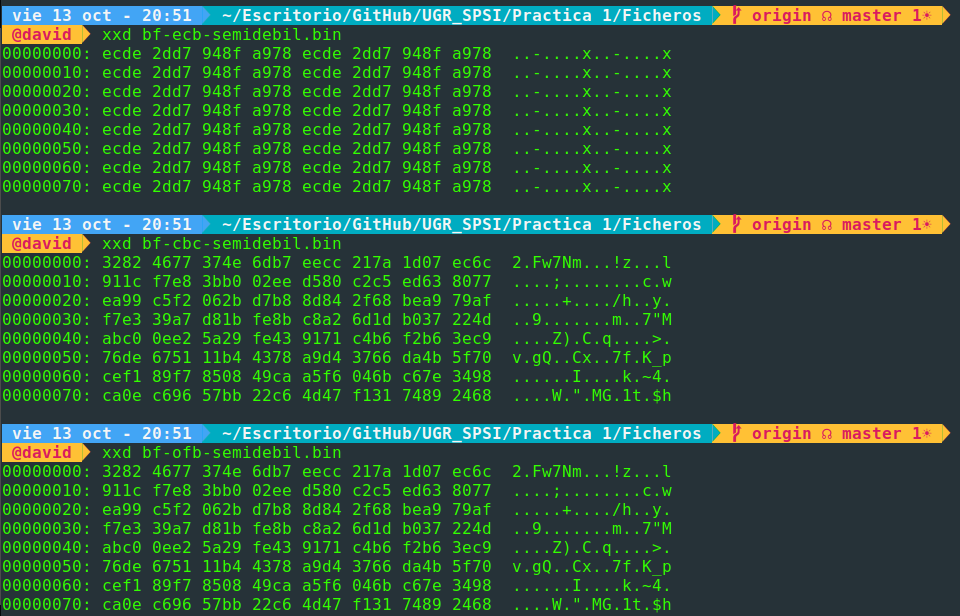 vie 13 oct - 20:51 ~/Escritorio/GitHub/UGR_SPSI/Practica 1/Ficheros origin ☊ master 1☀
@david xxd bf-ecb-semidebil.bin
00000000: ecde 2dd7 948f a978 ecde 2dd7 948f a978 ..-....x..-....x
00000010: ecde 2dd7 948f a978 ecde 2dd7 948f a978 ..-....x..-....x
00000020: ecde 2dd7 948f a978 ecde 2dd7 948f a978 ..-....x..-....x
00000030: ecde 2dd7 948f a978 ecde 2dd7 948f a978 ..-....x..-....x
00000040: ecde 2dd7 948f a978 ecde 2dd7 948f a978 ..-....x..-....x
00000050: ecde 2dd7 948f a978 ecde 2dd7 948f a978 ..-....x..-....x
00000060: ecde 2dd7 948f a978 ecde 2dd7 948f a978 ..-....x..-....x
00000070: ecde 2dd7 948f a978 ecde 2dd7 948f a978 ..-....x..-....x
vie 13 oct - 20:51 ~/Escritorio/GitHub/UGR_SPSI/Practica 1/Ficheros origin ☊ master 1☀
@david xxd bf-cbc-semidebil.bin
00000000: 3282 4677 374e 6db7 eecc 217a 1d07 ec6c 2.Fw7Nm...!z...l
00000010: 911c f7e8 3bb0 02ee d580 c2c5 ed63 8077 ....;........c.w
00000020: ea99 c5f2 062b d7b8 8d84 2f68 bea9 79af .....+..../h..y.
00000030: f7e3 39a7 d81b fe8b c8a2 6d1d b037 224d ..9.......m..7"M
00000040: abc0 0ee2 5a29 fe43 9171 c4b6 f2b6 3ec9 ....Z).C.q....>.
00000050: 76de 6751 11b4 4378 a9d4 3766 da4b 5f70 v.gQ..Cx..7f.K_p
00000060: cef1 89f7 8508 49ca a5f6 046b c67e 3498 ......I....k.~4.
00000070: ca0e c696 57bb 22c6 4d47 f131 7489 2468 ....W.".MG.1t.$h
vie 13 oct - 20:51 ~/Escritorio/GitHub/UGR_SPSI/Practica 1/Ficheros origin ☊ master 1☀
@david xxd bf-ofb-semidebil.bin
00000000: 3282 4677 374e 6db7 eecc 217a 1d07 ec6c 2.Fw7Nm...!z...l
00000010: 911c f7e8 3bb0 02ee d580 c2c5 ed63 8077 ....;........c.w
00000020: ea99 c5f2 062b d7b8 8d84 2f68 bea9 79af .....+..../h..y.
00000030: f7e3 39a7 d81b fe8b c8a2 6d1d b037 224d ..9.......m..7"M
00000040: abc0 0ee2 5a29 fe43 9171 c4b6 f2b6 3ec9 ....Z).C.q....>.
00000050: 76de 6751 11b4 4378 a9d4 3766 da4b 5f70 v.gQ..Cx..7f.K_p
00000060: cef1 89f7 8508 49ca a5f6 046b c67e 3498 ......I....k.~4.
00000070: ca0e c696 57bb 22c6 4d47 f131 7489 2468 ....W.".MG.1t.$h